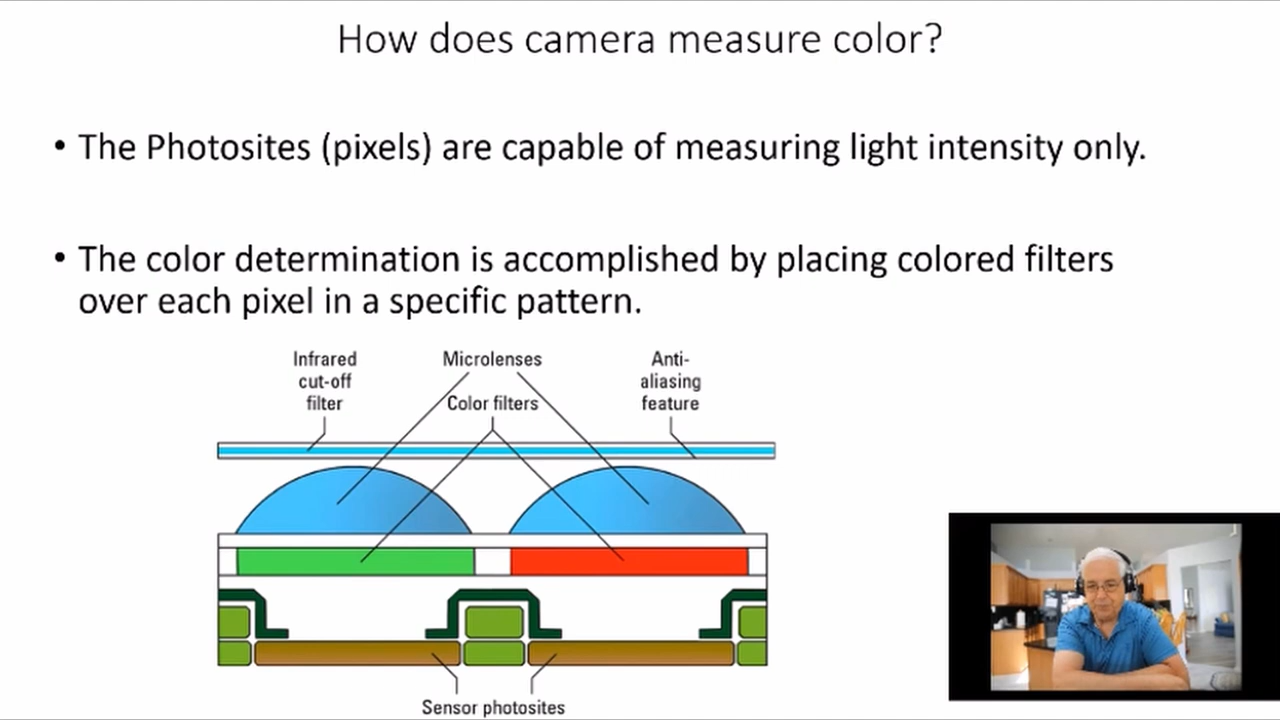 How does camera measure color?
• The Photosites (pixels) are capable of measuring light intensity only.
• The color determination is accomplished by placing colored filters
over each pixel in a specific pattern.
Infrared
cut-off
filter
Microlenses
Color filters
Anti-
aliasing
feature
Sensor photosites